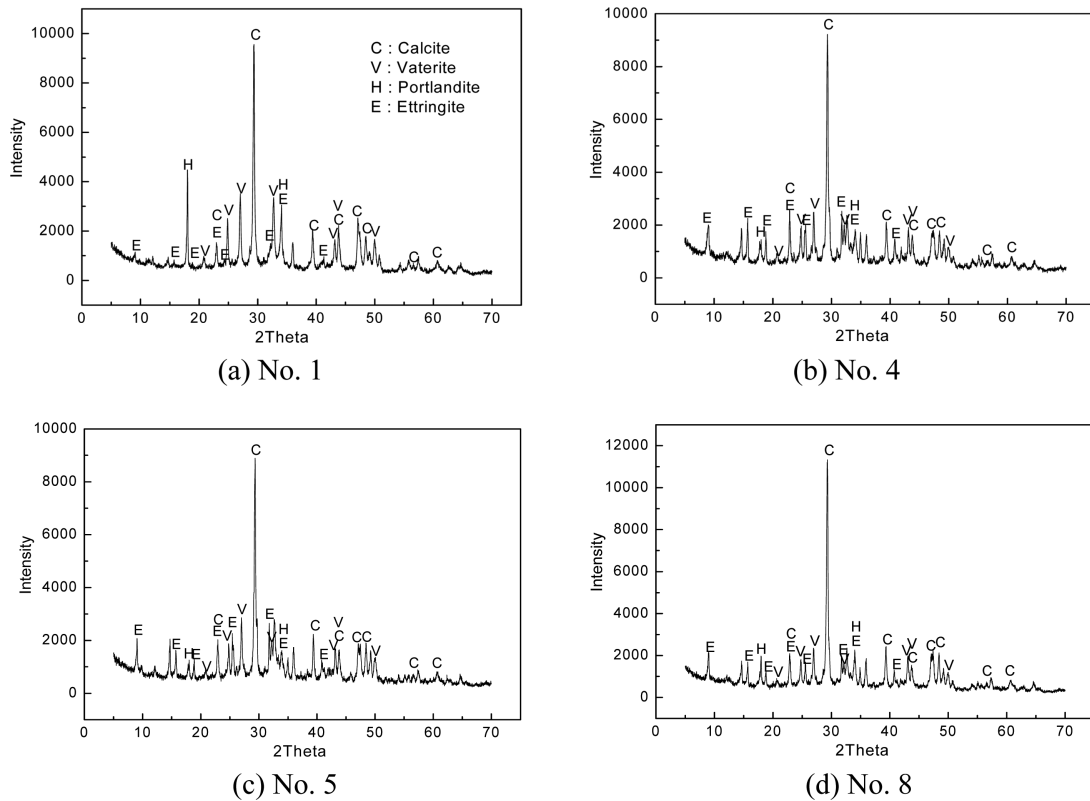 10000
8000
6000
4000
2000
0
Intensity
0 10 20 30 40 50 60 70
2Theta
C : Calcite
V : Vaterite
H : Portlandite
E : Ettringite
E E H E V C E E V V C E V H E C E V V C C C V C C
(a) No. 1
10000
8000
6000
4000
2000
0
Intensity
0 10 20 30 40 50 60 70
2Theta
E E H E V C E V E V C E V H E C E V V C C C V C C
(b) No. 4
10000
8000
6000
4000
2000
0
Intensity
0 10 20 30 40 50 60 70
2Theta
E E H E V C E V E V C E V H E C E V V C C C V C C
(c) No. 5
12000
10000
8000
6000
4000
2000
0
Intensity
0 10 20 30 40 50 60 70
2Theta
E E H E V C E V E V C E V H E C E V V C C C V C C
(d) No. 8